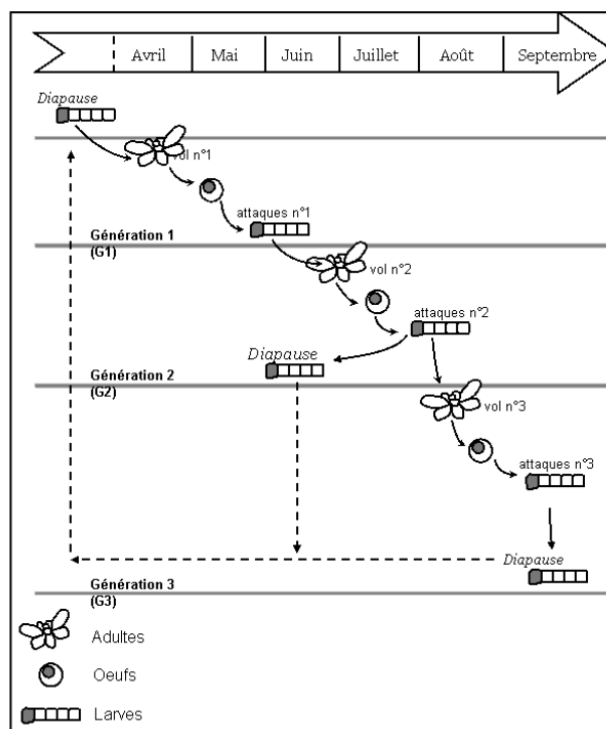 Avril Mai Juin Juillet Août Septembre
Diapause
vol n°1
attaques n°1
Génération 1
(G1)
vol n°2
attaques n°2
Diapause
Génération 2
(G2)
vol n°3
attaques n°3
Diapause
Génération 3
(G3)
Adultes
Oeufs
Larves